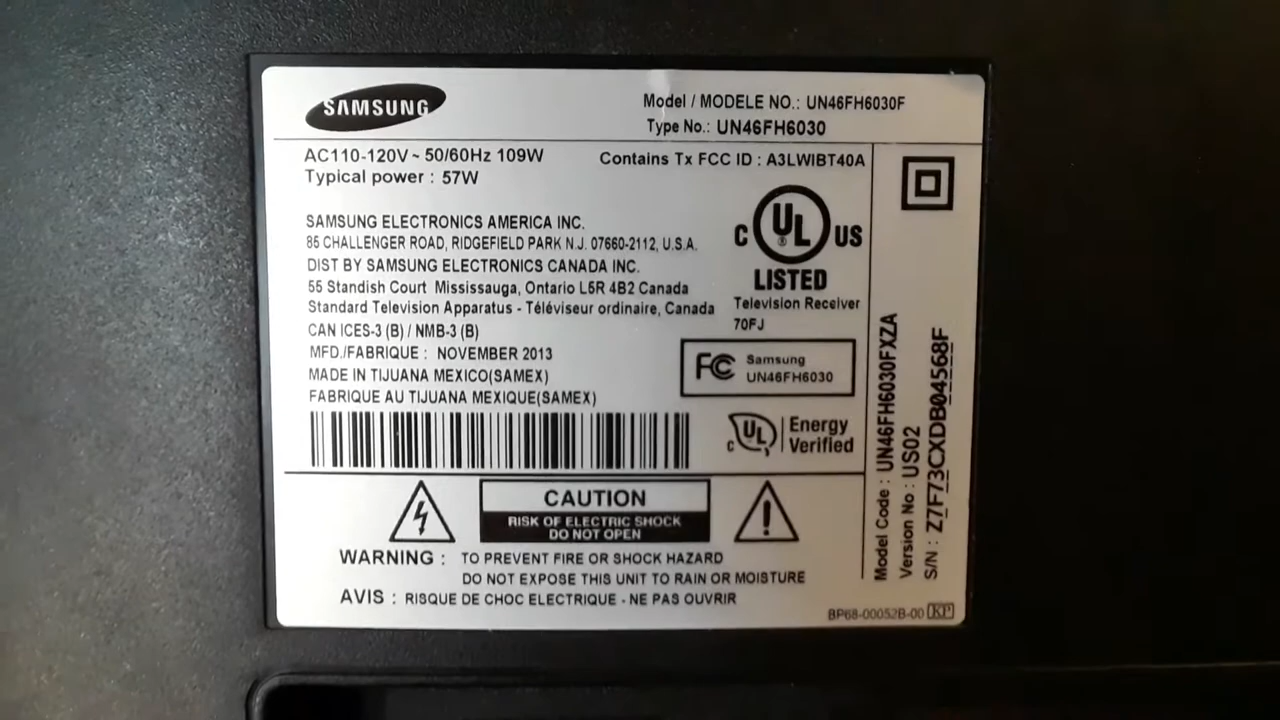 SAMSUNG
Model / MODELE NO.: UN46FH6030F
Type No.: UN46FH6030
AC110-120V ~ 50/60Hz 109W
Typical power : 57W
Contains Tx FCC ID : A3LWIBT40A
SAMSUNG ELECTRONICS AMERICA INC.
85 CHALLENGER ROAD, RIDGEFIELD PARK N.J. 07660-2112, U.S.A.
DIST BY SAMSUNG ELECTRONICS CANADA INC.
55 Standish Court Mississauga, Ontario L5R 4B2 Canada
Standard Television Apparatus - Téléviseur ordinaire, Canada
CAN ICES-3 (B) / NMB-3 (B)
MFD./FABRIQUE : NOVEMBER 2013
MADE IN TIJUANA MEXICO(SAMEX)
FABRIQUE AU TIJUANA MEXIQUE(SAMEX)
C UL® US
LISTED
Television Receiver
70FJ
FC Samsung
UN46FH6030
c UL Energy
Verified
CAUTION
RISK OF ELECTRIC SHOCK
DO NOT OPEN
WARNING : TO PREVENT FIRE OR SHOCK HAZARD
DO NOT EXPOSE THIS UNIT TO RAIN OR MOISTURE
AVIS : RISQUE DE CHOC ELECTRIQUE - NE PAS OUVRIR
Model Code : UN46FH6030FXZA
Version No : US02
S/N : Z7F73CXDB04568F
BP68-00052B-00 KP